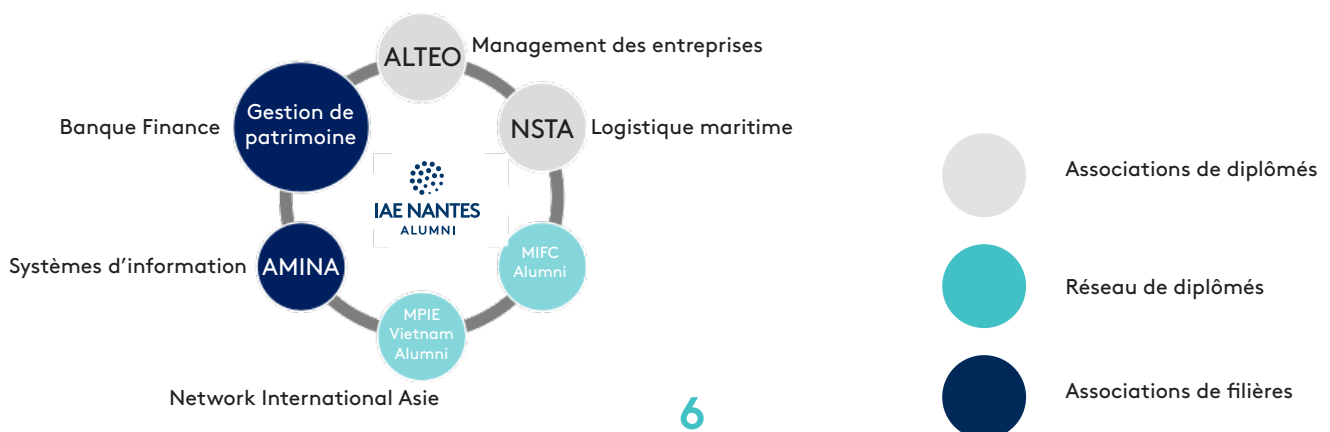 ALTEO
Management des entreprises
Gestion de
patrimoine
Banque Finance
NSTA
Logistique maritime
IAE NANTES
ALUMNI
Systèmes d’information
AMINA
MIFC
Alumni
MPIE
Vietnam
Alumni
Network International Asie
6
Associations de diplômés
Réseau de diplômés
Associations de filières